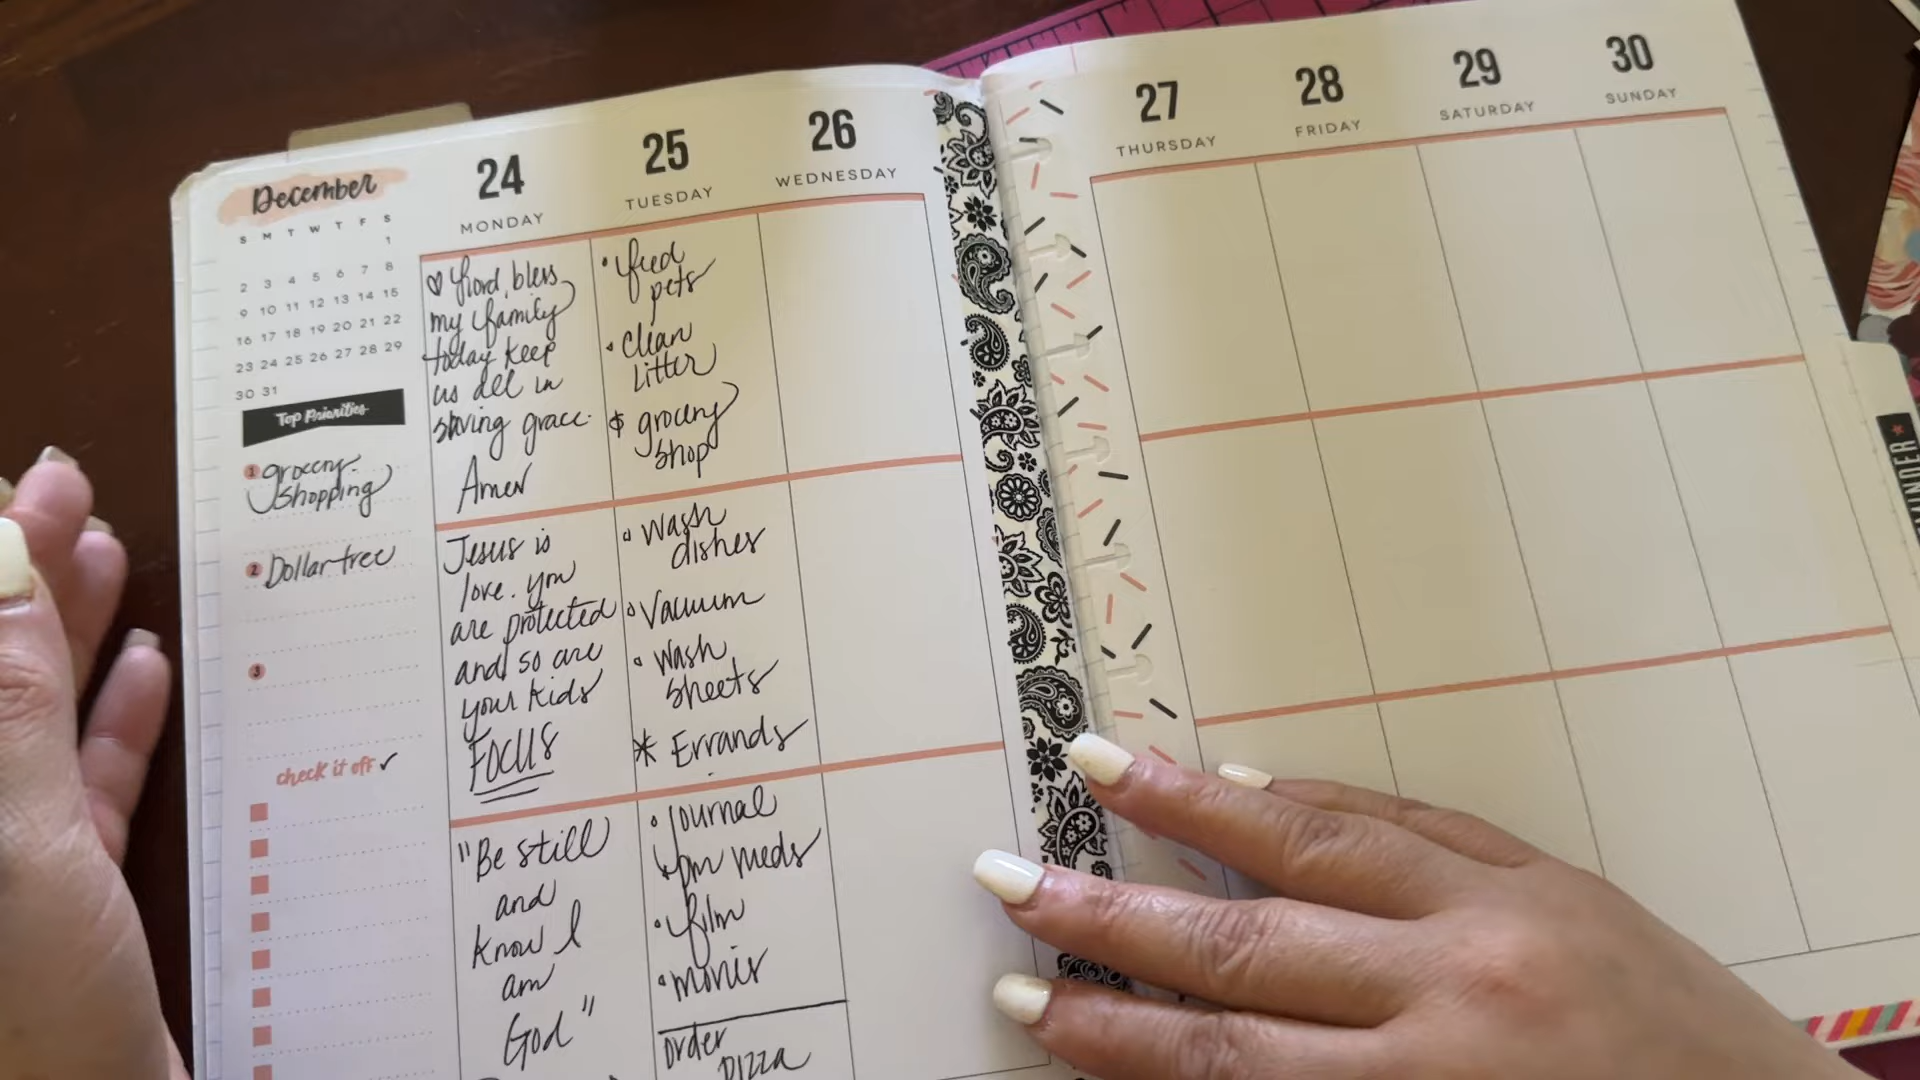 December
S M T W T F S
1
2 3 4 5 6 7 8
9 10 11 12 13 14 15
16 17 18 19 20 21 22
23 24 25 26 27 28 29
30 31
Top Priorities
1 grocery
shopping
2 Dollar tree
3
check it off ✓
24
MONDAY
♡ Lord, bless
my family
today keep
us all in
saving grace.
Amen
Jesus is
love. you
are protected
and so are
your kids
FOCUS
"Be still
and
know I
am
God"
25
TUESDAY
• feed
pets
• clean
litter
$ grocery
shop
• Wash
dishes
• Vacuum
• Wash
sheets
* Errands
• journal
• pm meds
• film
• movie
order
pizza
26
WEDNESDAY
27
THURSDAY
28
FRIDAY
29
SATURDAY
30
SUNDAY